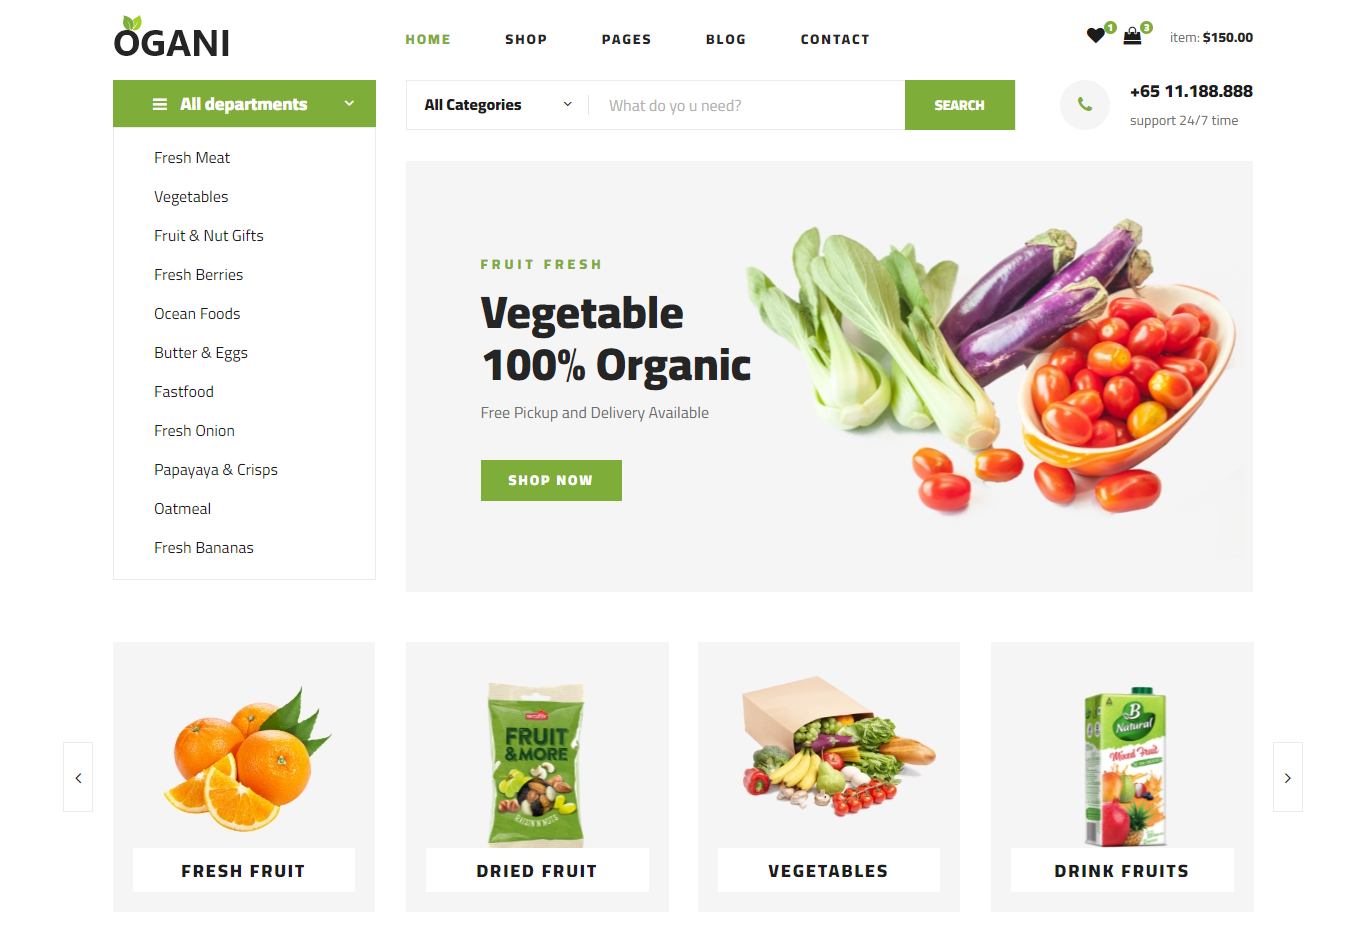 OGANI
HOME SHOP PAGES BLOG CONTACT
1 3 item: $150.00
All departments
All Categories What do yo u need? SEARCH
+65 11.188.888
support 24/7 time
Fresh Meat
Vegetables
Fruit & Nut Gifts
Fresh Berries
Ocean Foods
Butter & Eggs
Fastfood
Fresh Onion
Papayaya & Crisps
Oatmeal
Fresh Bananas
FRUIT FRESH
Vegetable
100% Organic
Free Pickup and Delivery Available
SHOP NOW
FRUIT
&MORE
RAISIN N NUTS
B
Natural
Mixed Fruit
FRESH FRUIT
DRIED FRUIT
VEGETABLES
DRINK FRUITS